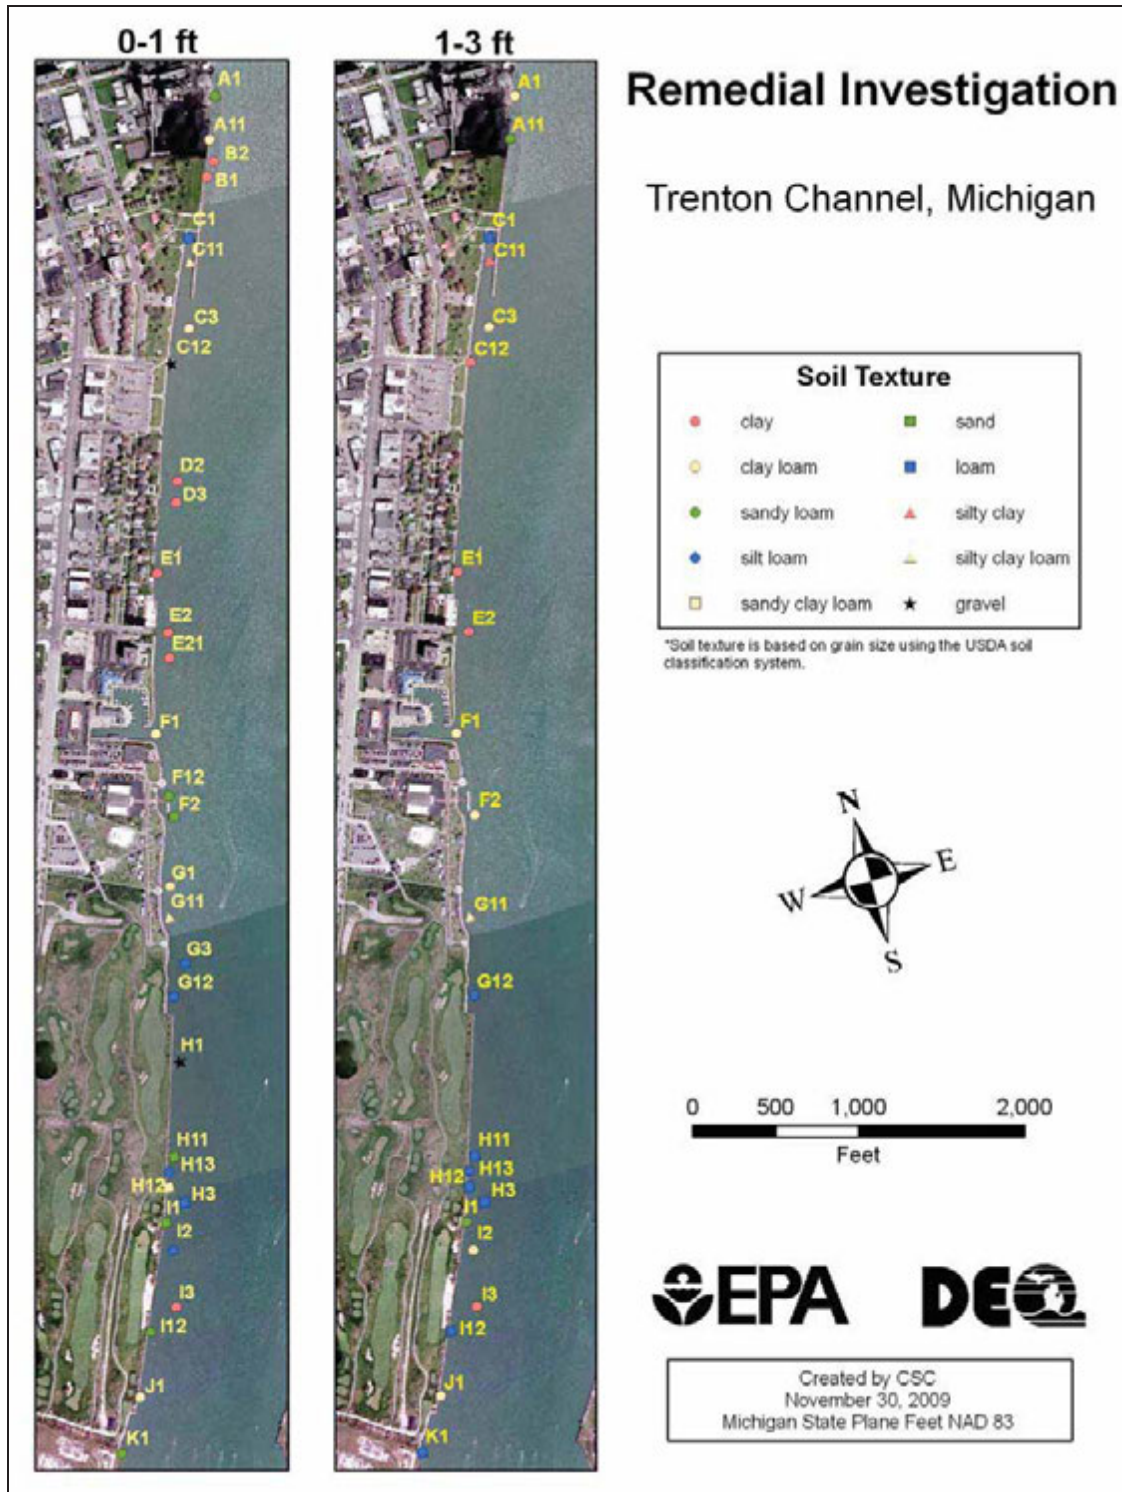 0-1 ft
A1
A11
B2
B1
C1
C11
C3
C12
D2
D3
E1
E2
E21
F1
F12
F2
G1
G11
G3
G12
H1
H11
H13
H12
H3
I1
I2
I3
I12
J1
K1
1-3 ft
A1
A11
C1
C11
C3
C12
E1
E2
F1
F2
G11
G12
H11
H13
H12
H3
I1
I2
I3
I12
J1
K1
Remedial Investigation
Trenton Channel, Michigan
Soil Texture
clay
sand
clay loam
loam
sandy loam
silty clay
silt loam
silty clay loam
sandy clay loam
gravel
*Soil texture is based on grain size using the USDA soil
classification system.
N
E
W
S
0 500 1,000 2,000
Feet
EPA DEQ
Created by CSC
November 30, 2009
Michigan State Plane Feet NAD 83